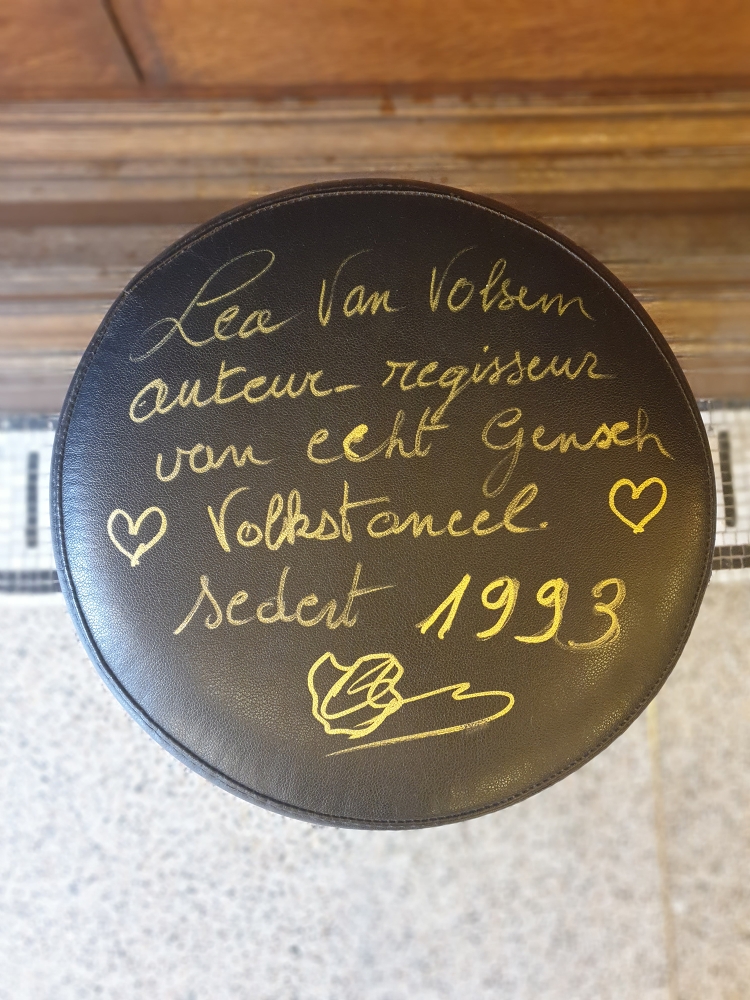 Lea Van Volsem
auteur- regisseur
van echt Gensch
Volkstoneel.
sedert 1993